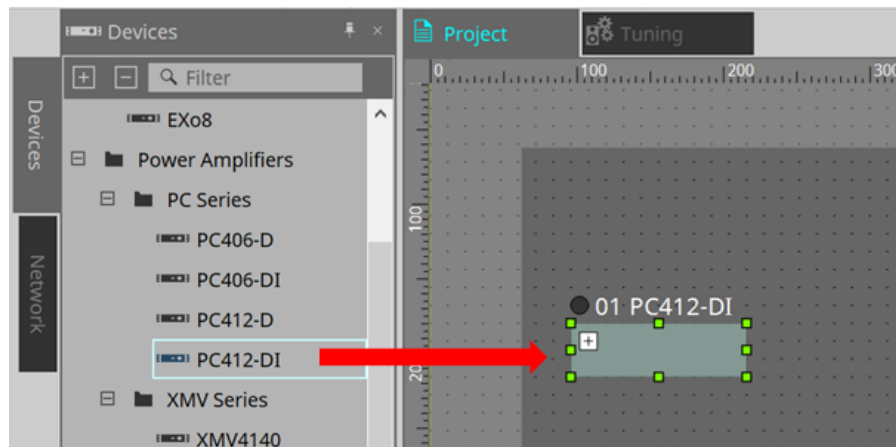 Devices
Project
Tuning
Filter
0
100
200
300
Devices
Network
EXo8
Power Amplifiers
PC Series
PC406-D
PC406-DI
PC412-D
PC412-DI
XMV Series
XMV4140
100
01 PC412-DI